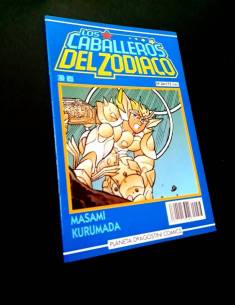 LOS
CABALLEROS
DEL ZODIACO
MASAMI
KURUMADA
PLANETA-DEAGOSTINI COMICS